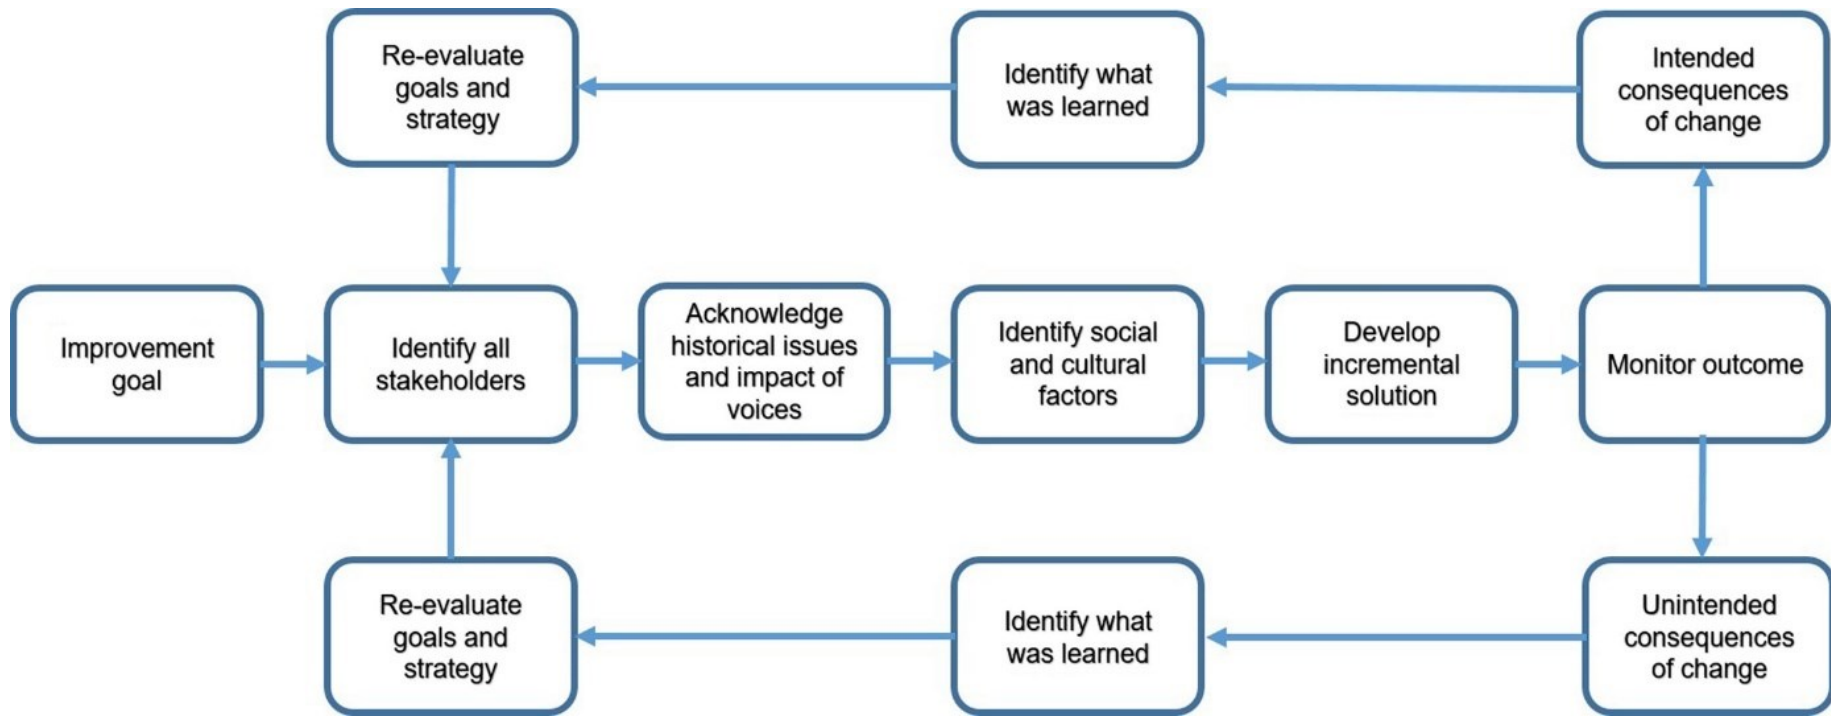 Re-evaluate
goals and
strategy
Identify what
was learned
Intended
consequences
of change
Improvement
goal
Identify all
stakeholders
Acknowledge
historical issues
and impact of
voices
Identify social
and cultural
factors
Develop
incremental
solution
Monitor outcome
Re-evaluate
goals and
strategy
Identify what
was learned
Unintended
consequences
of change